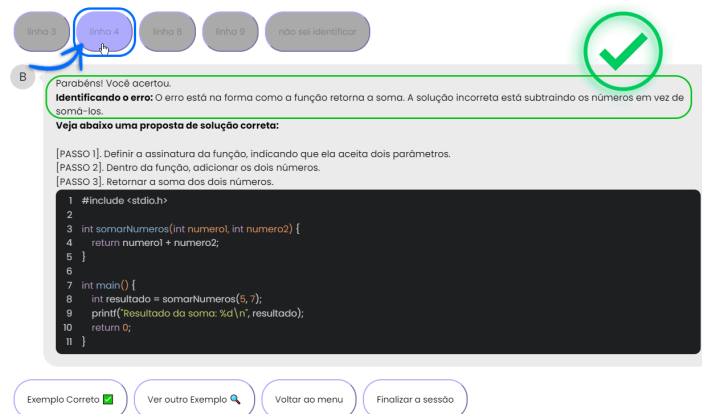 linha 3 linha 4 linha 8 linha 9 não sei identificar
B
Parabéns! Você acertou.
Identificando o erro: O erro está na forma como a função retorna a soma. A solução incorreta está subtraindo os números em vez de
somá-los.
Veja abaixo uma proposta de solução correta:
[PASSO 1]. Definir a assinatura da função, indicando que ela aceita dois parâmetros.
[PASSO 2]. Dentro da função, adicionar os dois números.
[PASSO 3]. Retornar a soma dos dois números.
1 #include <stdio.h>
2
3 int somarNumeros(int numero1, int numero2) {
4 return numero1 + numero2;
5 }
6
7 int main() {
8 int resultado = somarNumeros(5, 7);
9 printf("Resultado da soma: %d\n", resultado);
10 return 0;
11 }
Exemplo Correto ✅ Ver outro Exemplo 🔍 Voltar ao menu Finalizar a sessão